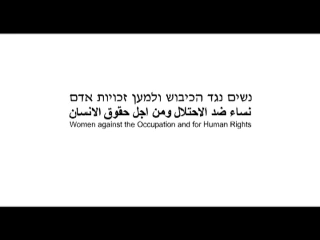 נשים נגד הכיבוש ולמען זכויות אדם
نساء ضد الاحتلال ومن اجل حقوق الانسان
Women against the Occupation and for Human Rights